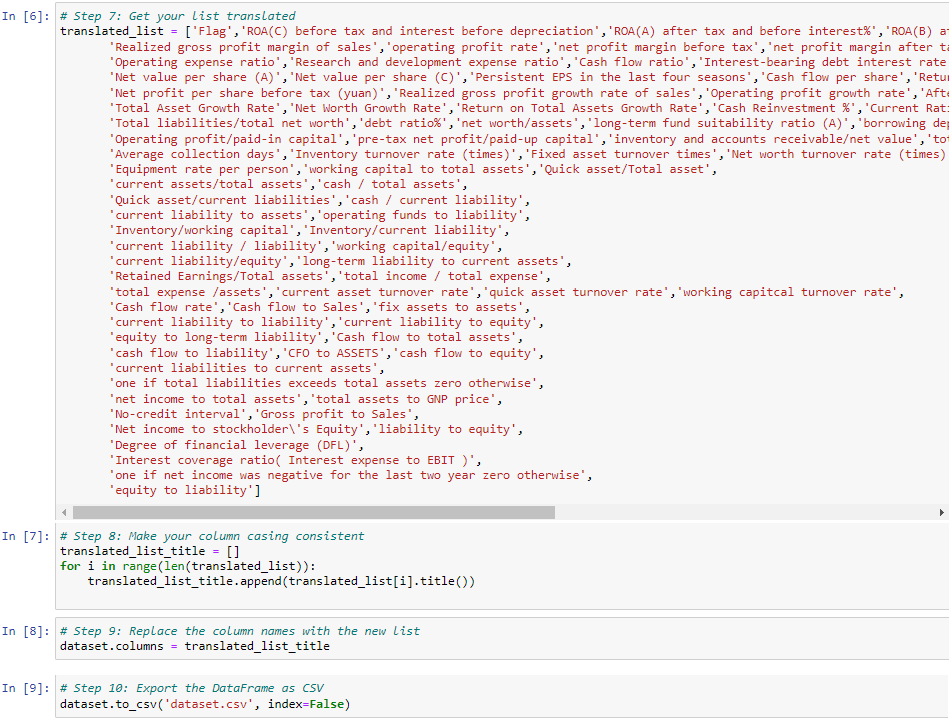 In [6]: # Step 7: Get your list translated
translated_list = ['Flag','ROA(C) before tax and interest before depreciation','ROA(A) after tax and before interest%','ROA(B)
'Realized gross profit margin of sales','operating profit rate','net profit margin before tax','net profit margin after
'Operating expense ratio','Research and development expense ratio','Cash flow ratio','Interest-bearing debt interest rate
'Net value per share (A)','Net value per share (C)','Persistent EPS in the last four seasons','Cash flow per share',
'Net profit per share before tax (yuan)','Realized gross profit growth rate of sales','Operating profit growth rate',
'Total Asset Growth Rate','Net Worth Growth Rate','Return on Total Assets Growth Rate','Cash Reinvestment %','Current
'Total liabilities/total net worth','debt ratio%','net worth/assets','long-term fund suitability ratio (A)','borrowing
'Operating profit/paid-in capital','pre-tax net profit/paid-up capital','inventory and accounts receivable/net value',
'Average collection days','Inventory turnover rate (times)','Fixed asset turnover times','Net worth turnover rate (times)
'Equipment rate per person','working capital to total assets','Quick asset/Total asset',
'current assets/total assets','cash / total assets',
'Quick asset/current liabilities','cash / current liability',
'current liability to assets','operating funds to liability',
'Inventory/working capital','Inventory/current liability',
'current liability / liability','working capital/equity',
'current liability/equity','long-term liability to current assets',
'Retained Earnings/Total assets','total income / total expense',
'total expense /assets','current asset turnover rate','quick asset turnover rate','working capitcal turnover rate',
'Cash flow rate','Cash flow to Sales','fix assets to assets',
'current liability to liability','current liability to equity',
'equity to long-term liability','Cash flow to total assets',
'cash flow to liability','CFO to ASSETS','cash flow to equity',
'current liabilities to current assets',
'one if total liabilities exceeds total assets zero otherwise',
'net income to total assets','total assets to GNP price',
'No-credit interval','Gross profit to Sales',
'Net income to stockholder\'s Equity','liability to equity',
'Degree of financial leverage (DFL)',
'Interest coverage ratio( Interest expense to EBIT )',
'one if net income was negative for the last two year zero otherwise',
'equity to liability']
In [7]: # Step 8: Make your column casing consistent
translated_list_title = []
for i in range(len(translated_list)):
translated_list_title.append(translated_list[i].title())
In [8]: # Step 9: Replace the column names with the new list
dataset.columns = translated_list_title
In [9]: # Step 10: Export the DataFrame as CSV
dataset.to_csv('dataset.csv', index=False)